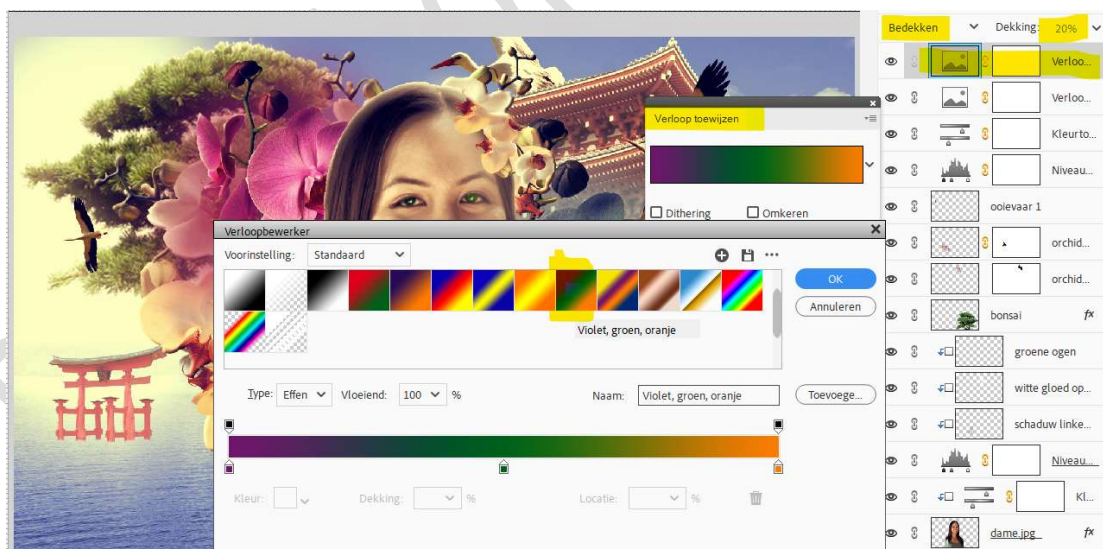 Bedekken Dekking: 20%
Verloo...
Verloo...
Kleurto...
Niveau...
ooievaar 1
orchid...
orchid...
bonsai fx
groene ogen
witte gloed op...
schaduw linke...
Niveau...
Kl...
dame.jpg fx
Verloop toewijzen
Dithering Omkeren
Verloopbewerker
Voorinstelling: Standaard
OK
Annuleren
Violet, groen, oranje
Type: Effen Vloeiend: 100 % Naam: Violet, groen, oranje Toevoege...
Kleur: Dekking: % Locatie: %